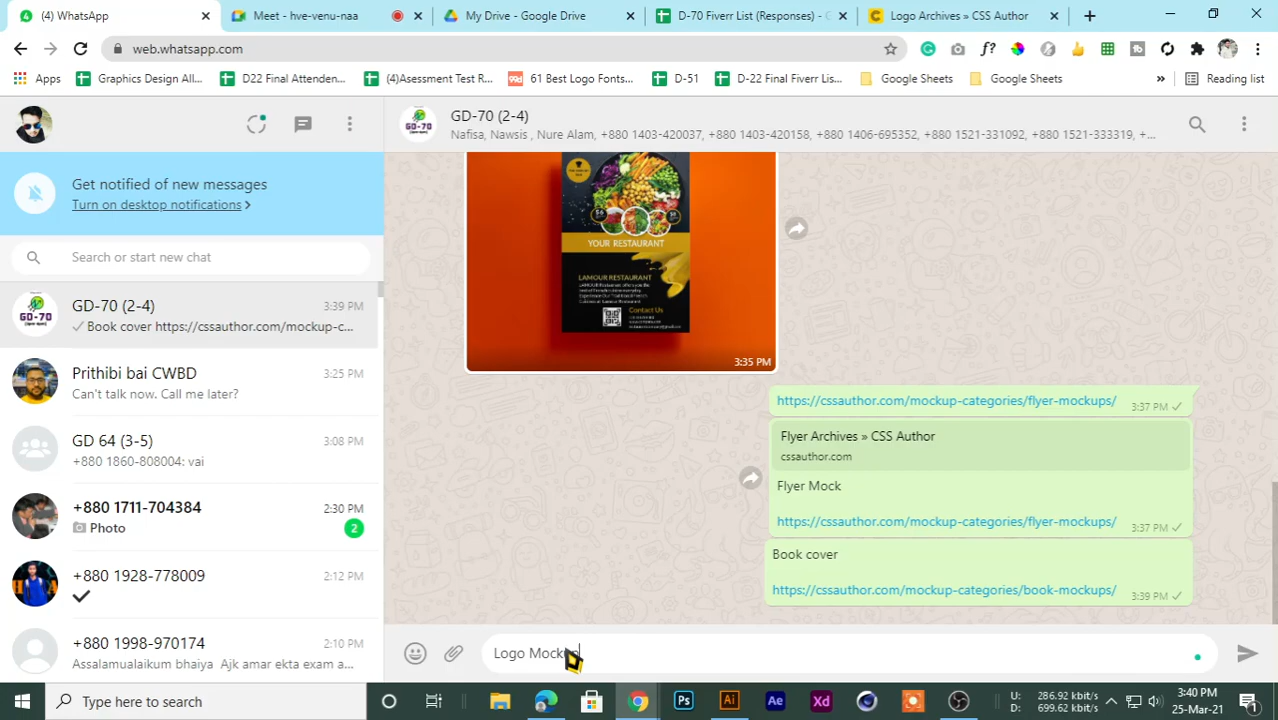 (4) WhatsApp
Meet - hve-venu-naa
My Drive - Google Drive
D-70 Fiverr List (Responses) - G
Logo Archives » CSS Author
web.whatsapp.com
Apps
Graphics Design All...
D22 Final Attenden...
(4)Asessment Test R...
61 Best Logo Fonts...
D-51
D-22 Final Fiverr Lis...
Google Sheets
Google Sheets
Reading list
GD-70 (2-4)
Nafisa, Nawsis , Nure Alam, +880 1403-420037, +880 1403-420158, +880 1406-695352, +880 1521-331092, +880 1521-333319, +...
Get notified of new messages
Turn on desktop notifications >
Search or start new chat
GD-70
GD-70 (2-4)
3:39 PM
Book cover https://cssauthor.com/mockup-c...
Prithibi bai CWBD
3:25 PM
Can't talk now. Call me later?
GD 64 (3-5)
3:08 PM
+880 1860-808004: vai
+880 1711-704384
2:30 PM
Photo
2
+880 1928-778009
2:12 PM
+880 1998-970174
2:10 PM
Assalamualaikum bhaiya Ajk amar ekta exam a...
YOUR RESTAURANT
LAMOUR RESTAURANT
Contact Us
3:35 PM
https://cssauthor.com/mockup-categories/flyer-mockups/
3:37 PM
Flyer Archives » CSS Author
cssauthor.com
Flyer Mock
https://cssauthor.com/mockup-categories/flyer-mockups/
3:37 PM
Book cover
https://cssauthor.com/mockup-categories/book-mockups/
3:39 PM
Logo Mockup
Type here to search
Ps
Ai
Ae
Xd
U: 286.92 kbit/s
D: 699.62 kbit/s
3:40 PM
25-Mar-21
1